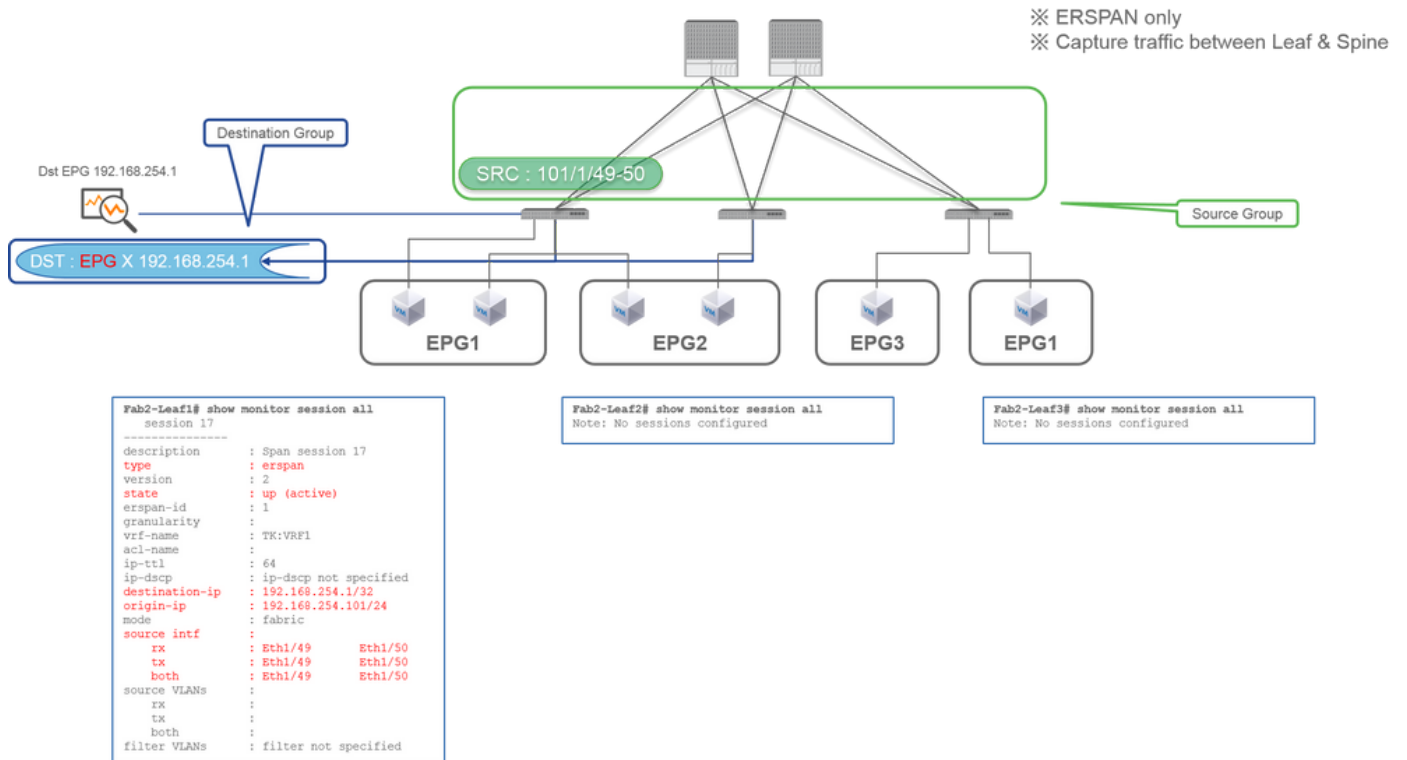 ※ ERSPAN only
※ Capture traffic between Leaf & Spine
Destination Group
Dst EPG 192.168.254.1
SRC : 101/1/49-50
Source Group
DST : EPG X 192.168.254.1
VM
VM
VM
VM
VM
VM
EPG1
EPG2
EPG3
EPG1
Fab2-Leaf1# show monitor session all
session 17
---------------
description : Span session 17
type : erspan
version : 2
state : up (active)
erspan-id : 1
granularity :
vrf-name : TK:VRF1
acl-name :
ip-ttl : 64
ip-dscp : ip-dscp not specified
destination-ip : 192.168.254.1/32
origin-ip : 192.168.254.101/24
mode : fabric
source intf :
rx : Eth1/49 Eth1/50
tx : Eth1/49 Eth1/50
both : Eth1/49 Eth1/50
source VLANs :
rx :
tx :
both :
filter VLANs : filter not specified
Fab2-Leaf2# show monitor session all
Note: No sessions configured
Fab2-Leaf3# show monitor session all
Note: No sessions configured